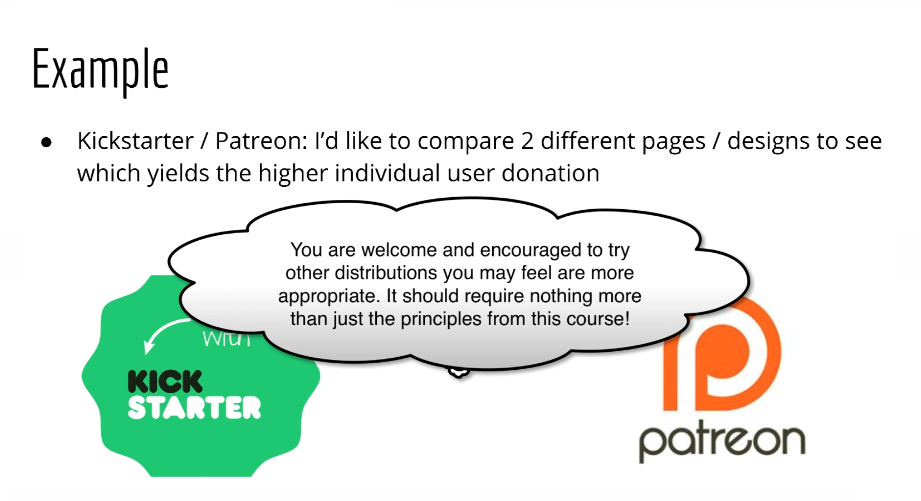 Example
● Kickstarter / Patreon: I’d like to compare 2 different pages / designs to see
which yields the higher individual user donation
You are welcome and encouraged to try
other distributions you may feel are more
appropriate. It should require nothing more
than just the principles from this course!
with
KICK
STARTER
patreon